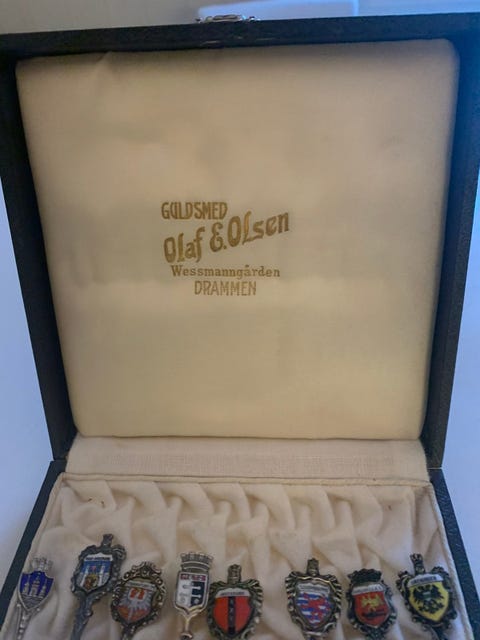 GULDSMED
Olaf E. Olsen
Wessmanngården
DRAMMEN